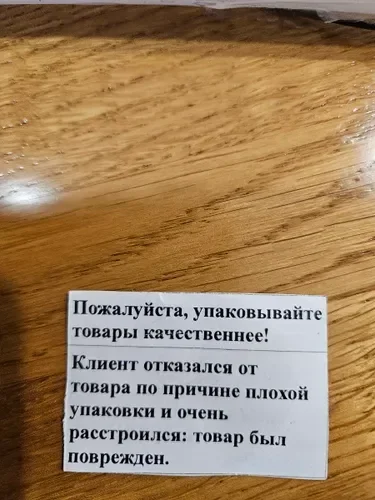 Пожалуйста, упаковывайте
товары качественнее!
Клиент отказался от
товара по причине плохой
упаковки и очень
расстроился: товар был
поврежден.